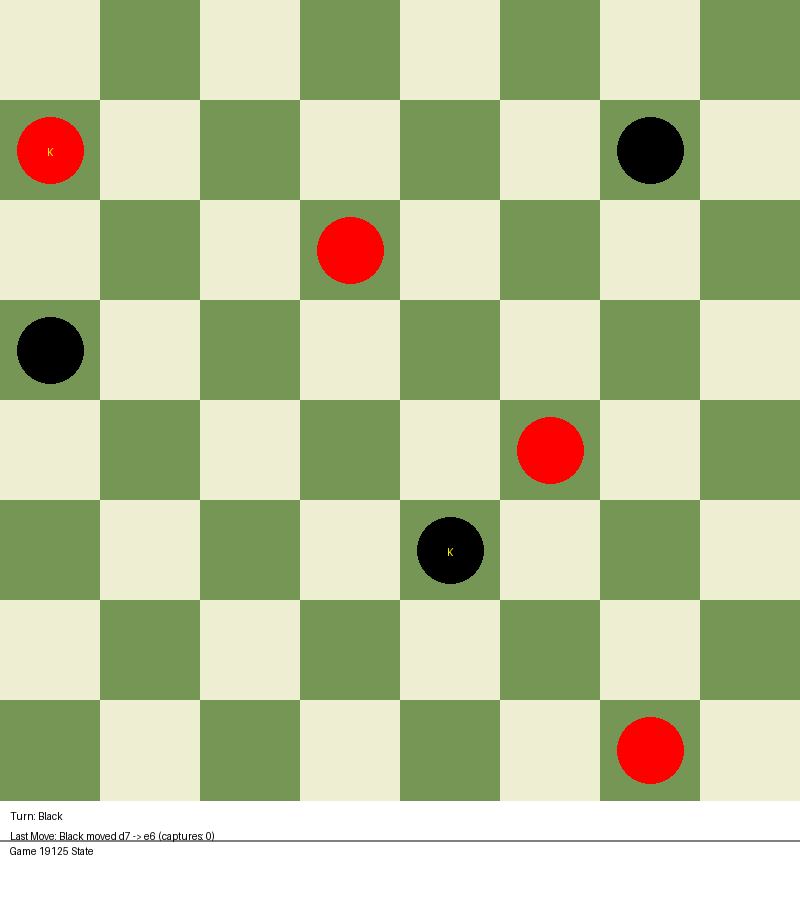 K
K
Turn: Black
Last Move: Black moved d7 -> e6 (captures: 0)
Game 19125 State